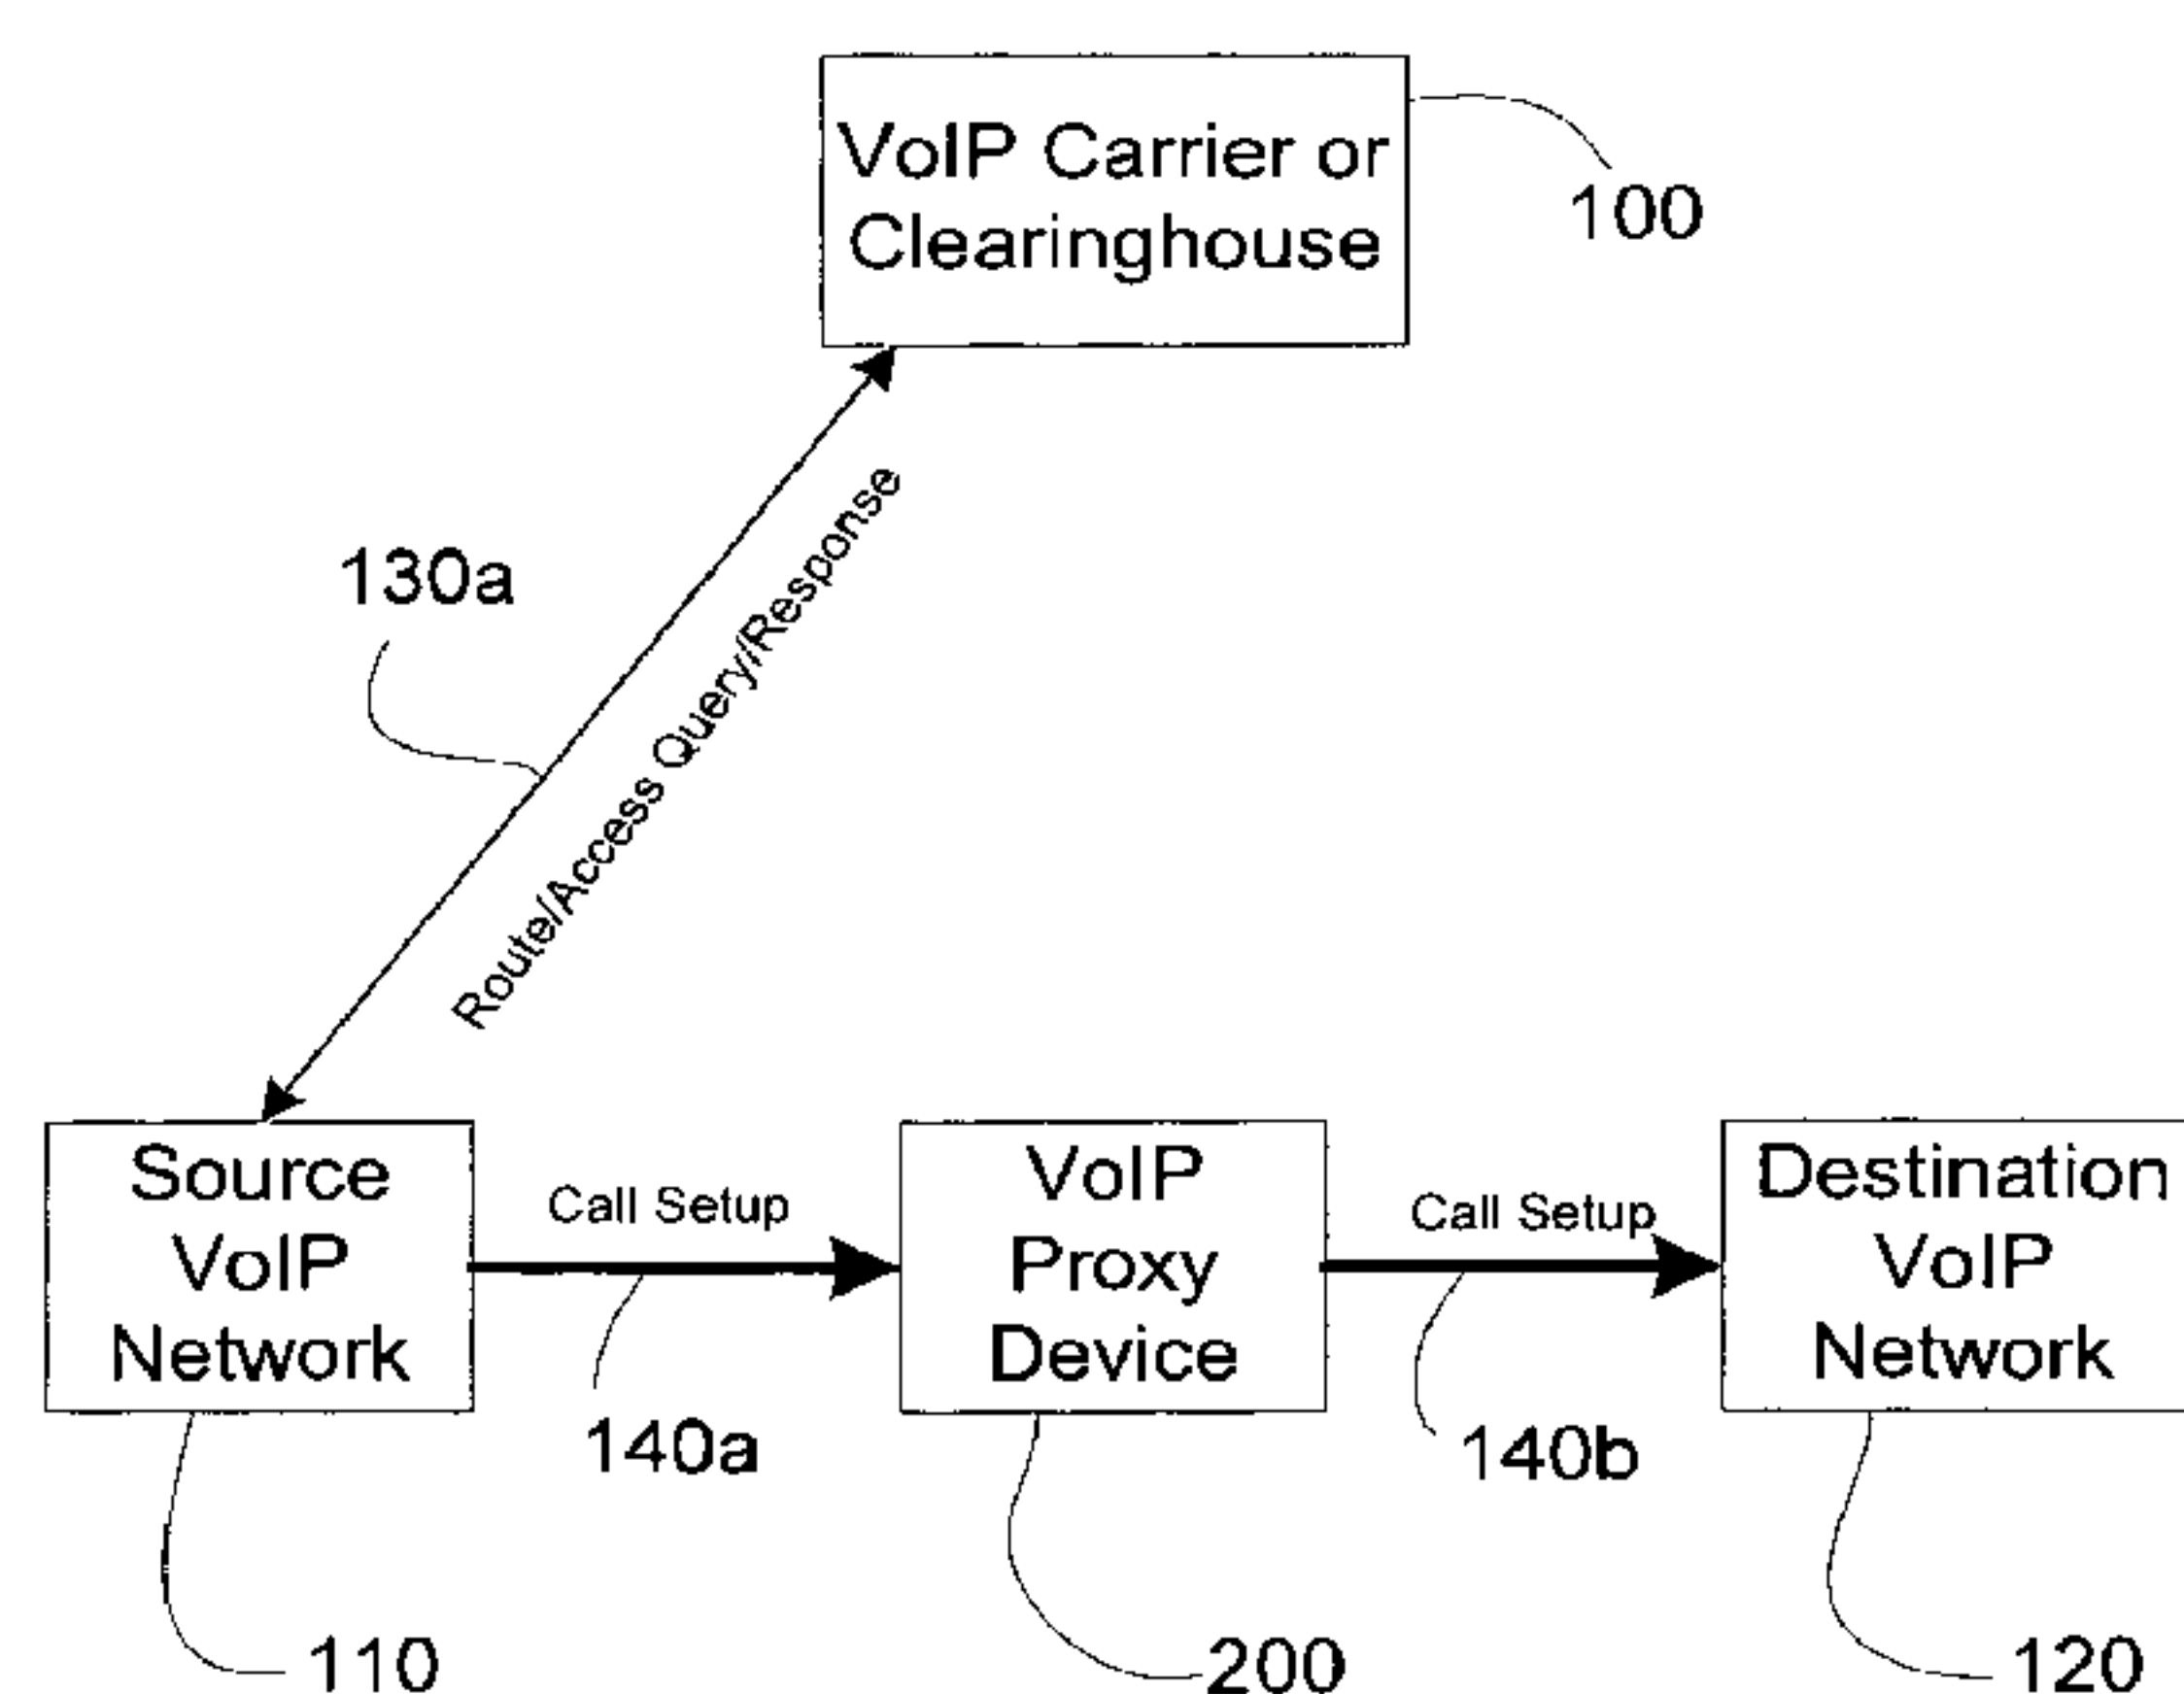 VoIP Carrier or
Clearinghouse
100
130a
Route/Access Query/Response
Source
VoIP
Network
Call Setup
VoIP
Proxy
Device
Call Setup
Destination
VoIP
Network
140a
140b
110
200
120